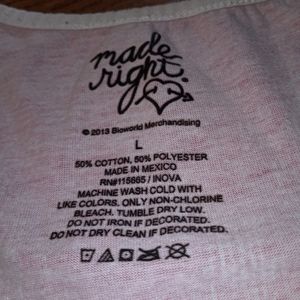 made
right.
© 2013 Bioworld Merchandising
L
50% COTTON, 50% POLYESTER
MADE IN MEXICO
RN#115665 / INOVA
MACHINE WASH COLD WITH
LIKE COLORS. ONLY NON-CHLORINE
BLEACH. TUMBLE DRY LOW.
DO NOT IRON IF DECORATED.
DO NOT DRY CLEAN IF DECORATED.